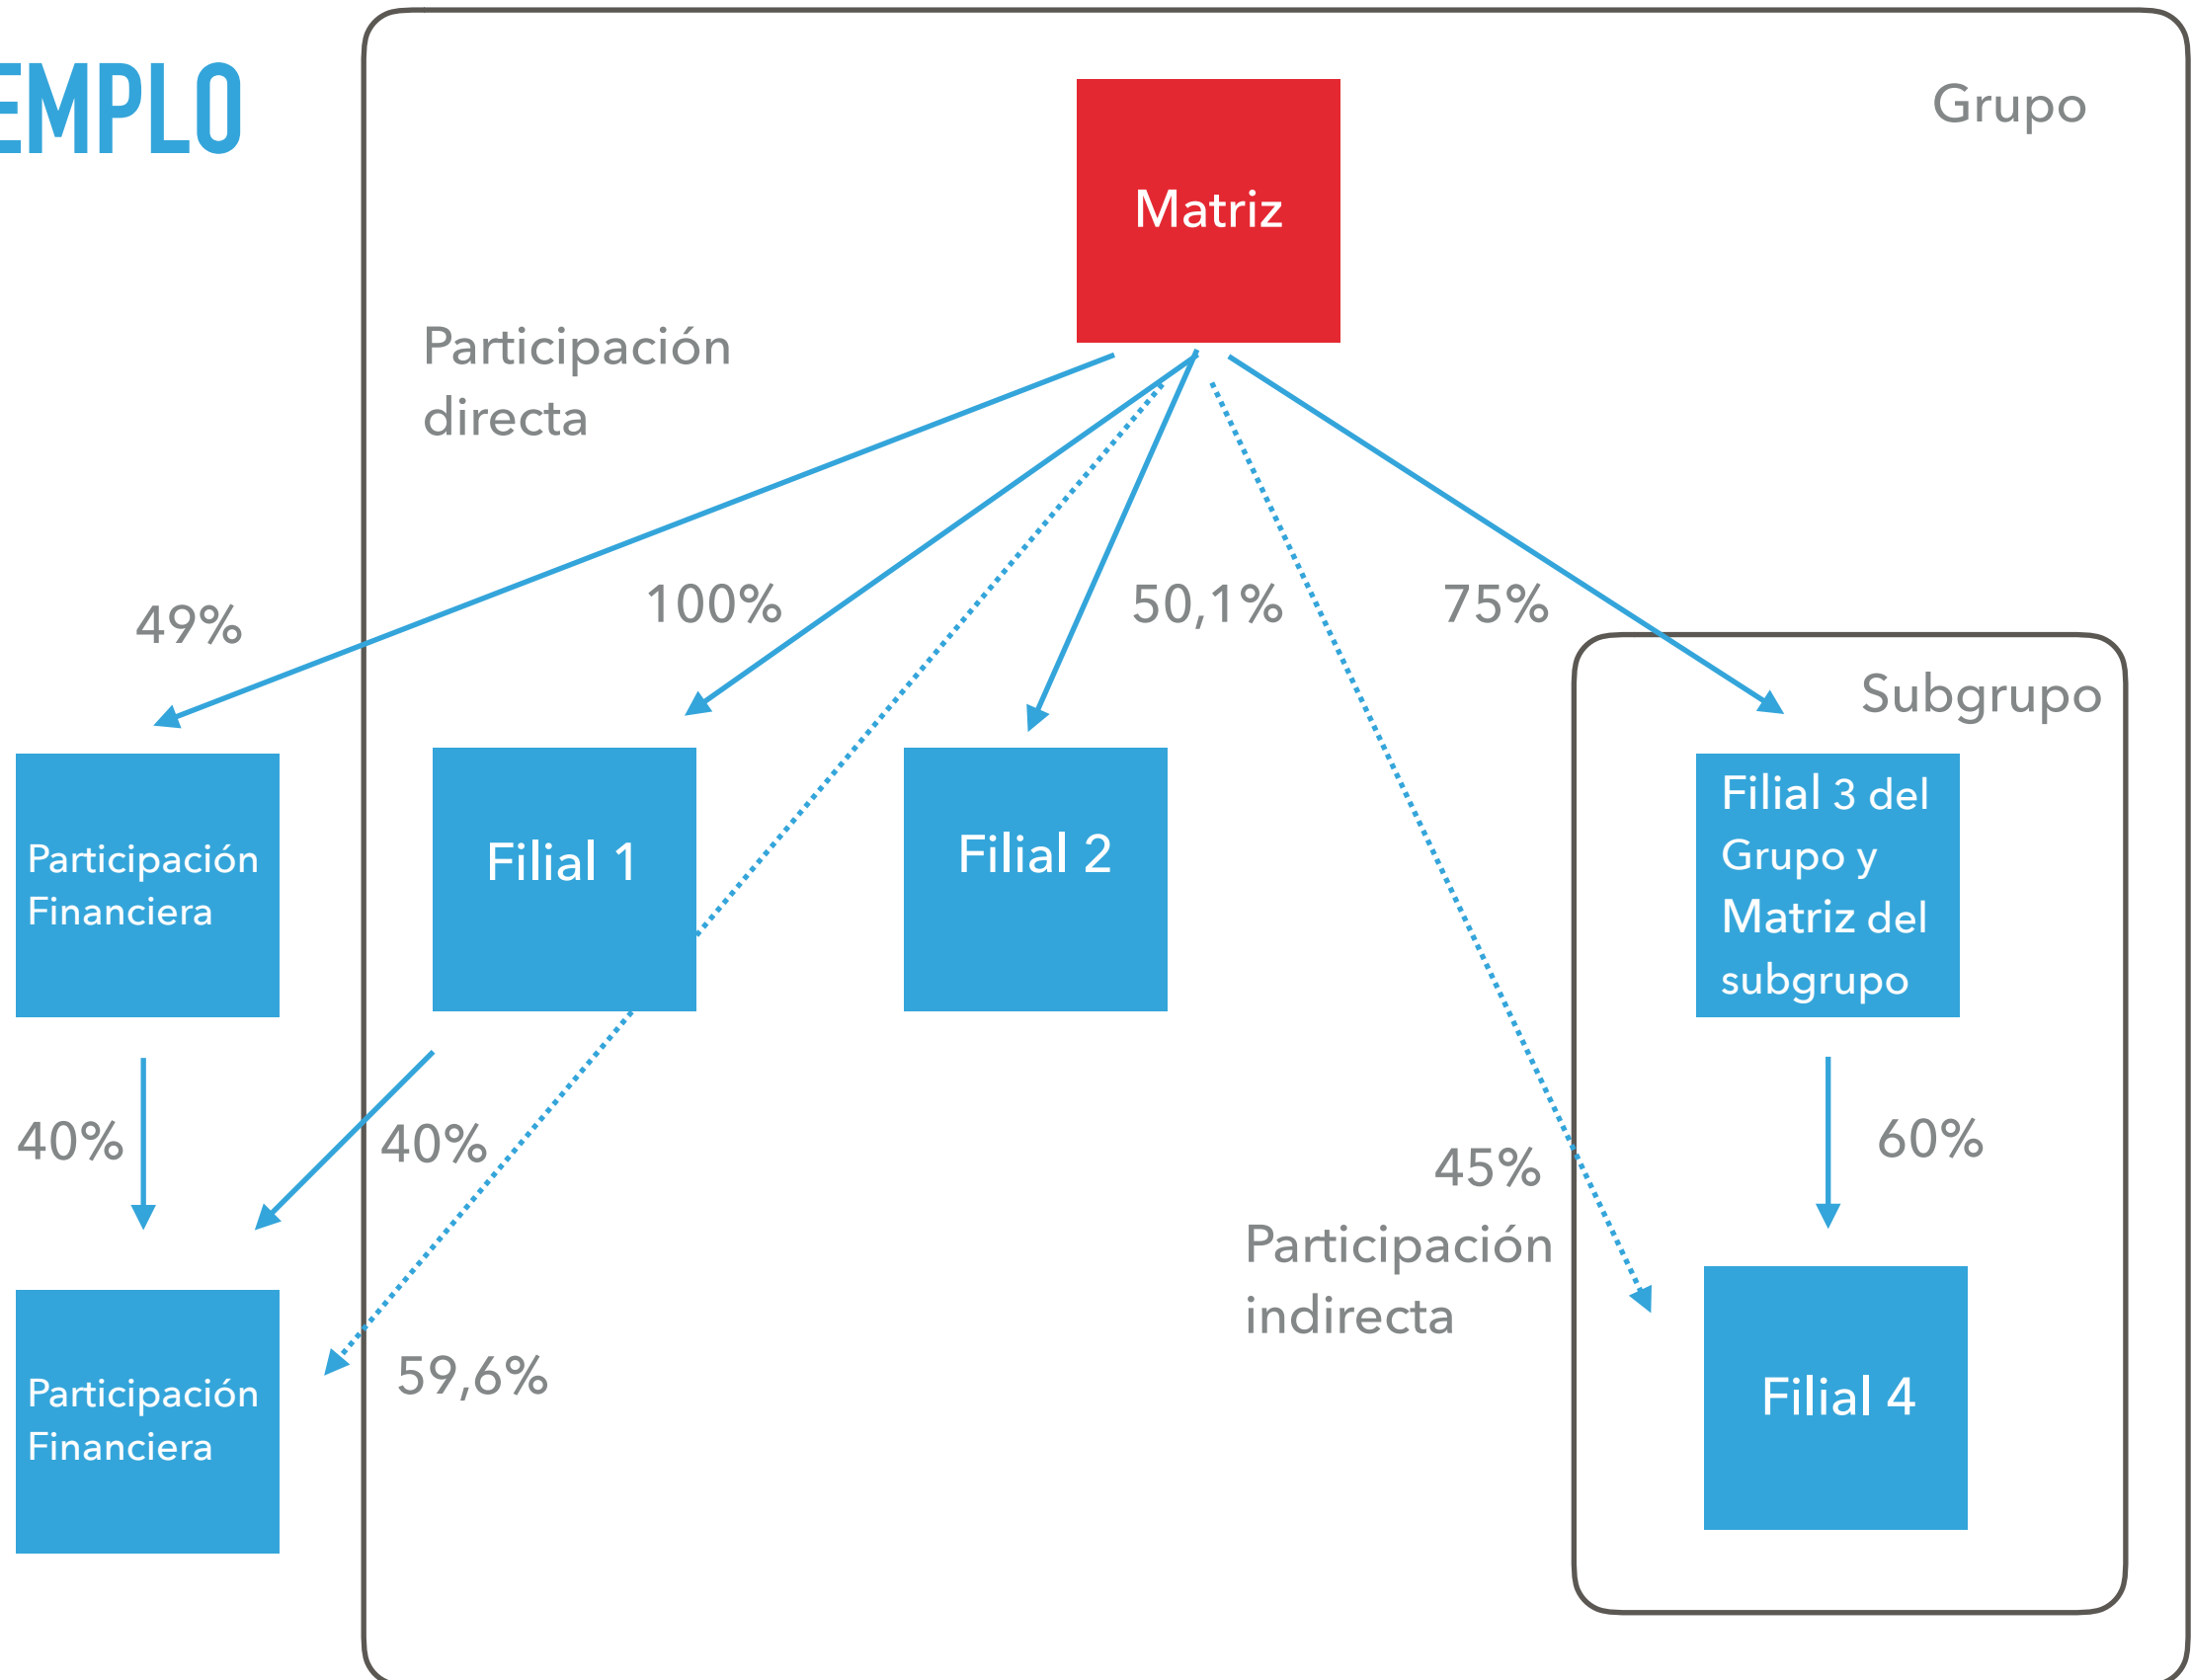 EMPLO
Grupo
Matriz
Participación
directa
49%
100%
50,1%
75%
Subgrupo
Participación
Financiera
Filial 1
Filial 2
Filial 3 del
Grupo y
Matriz del
subgrupo
40%
40%
45%
60%
Participación
indirecta
59,6%
Participación
Financiera
Filial 4